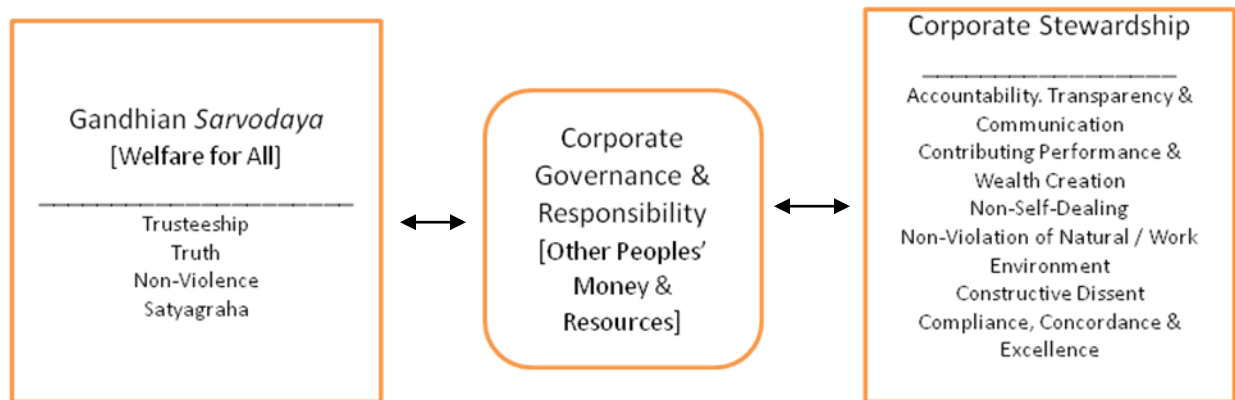 Gandhian Sarvodaya
[Welfare for All]
Trusteeship
Truth
Non-Violence
Satyagraha
Corporate
Governance &
Responsibility
[Other Peoples'
Money &
Resources]
Corporate Stewardship
Accountability. Transparency &
Communication
Contributing Performance &
Wealth Creation
Non-Self-Dealing
Non-Violation of Natural / Work
Environment
Constructive Dissent
Compliance, Concordance &
Excellence